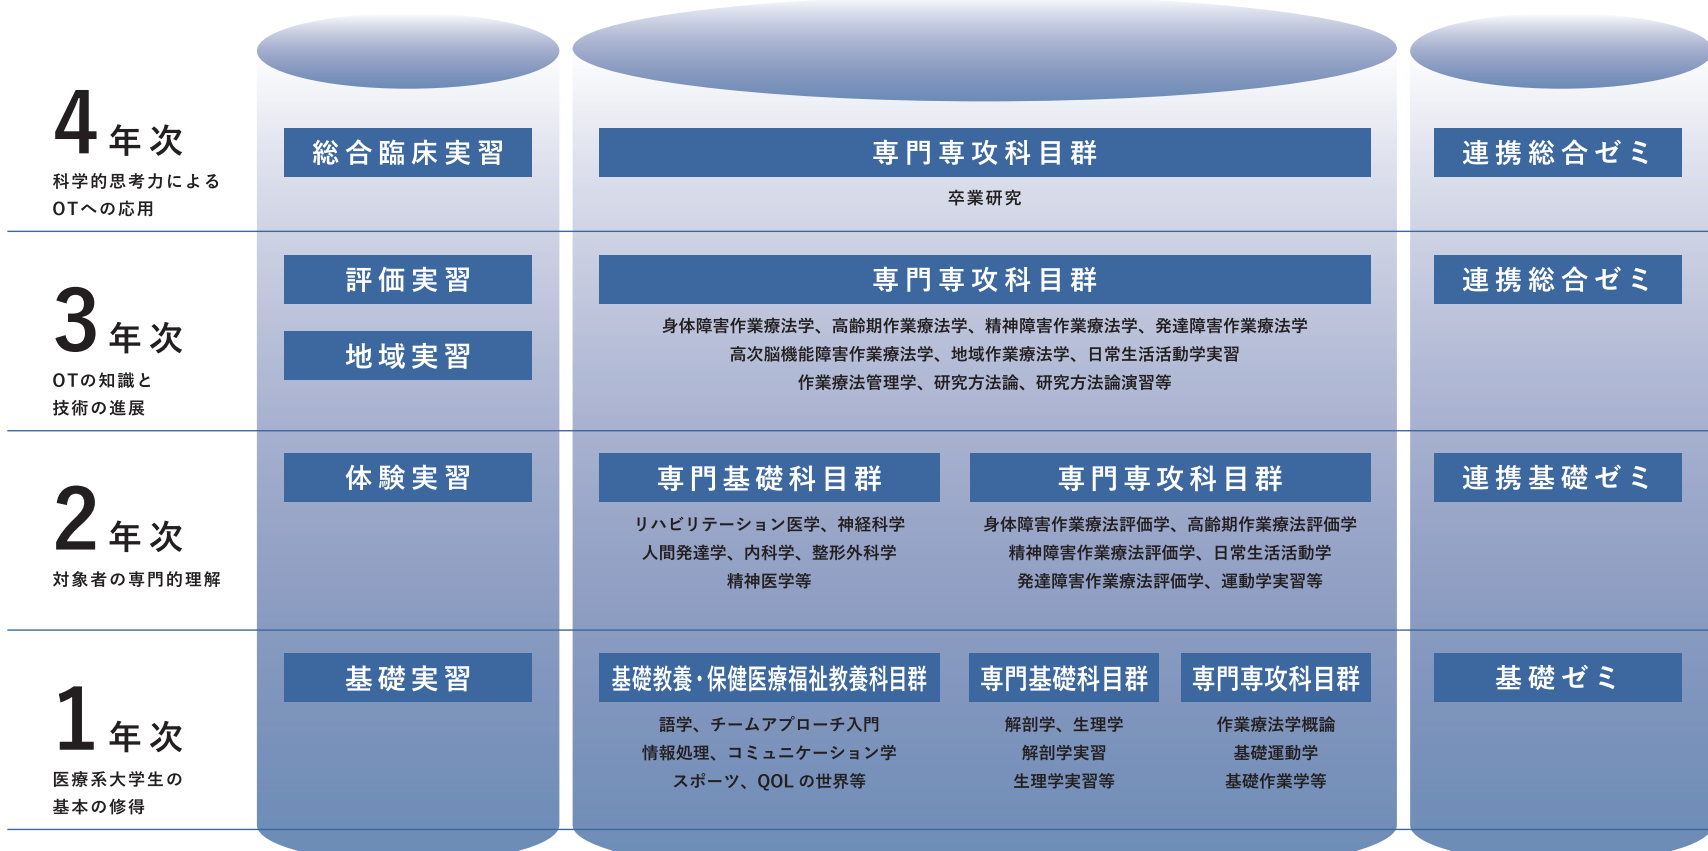 4年次
科学的思考力による
OTへの応用
総合臨床実習
専門専攻科目群
卒業研究
連携総合ゼミ
3年次
OTの知識と
技術の進展
評価実習
地域実習
専門専攻科目群
身体障害作業療法学、高齢期作業療法学、精神障害作業療法学、発達障害作業療法学
高次脳機能障害作業療法学、地域作業療法学、日常生活活動学実習
作業療法管理学、研究方法論、研究方法論演習等
連携総合ゼミ
2年次
対象者の専門的理解
体験実習
専門基礎科目群
リハビリテーション医学、神経科学
人間発達学、内科学、整形外科学
精神医学等
専門専攻科目群
身体障害作業療法評価学、高齢期作業療法評価学
精神障害作業療法評価学、日常生活活動学
発達障害作業療法評価学、運動学実習等
連携基礎ゼミ
1年次
医療系大学生の
基本の修得
基礎実習
基礎教養・保健医療福祉教養科目群
語学、チームアプローチ入門
情報処理、コミュニケーション学
スポーツ、QOLの世界等
専門基礎科目群
解剖学、生理学
解剖学実習
生理学実習等
専門専攻科目群
作業療法学概論
基礎運動学
基礎作業学等
基礎ゼミ